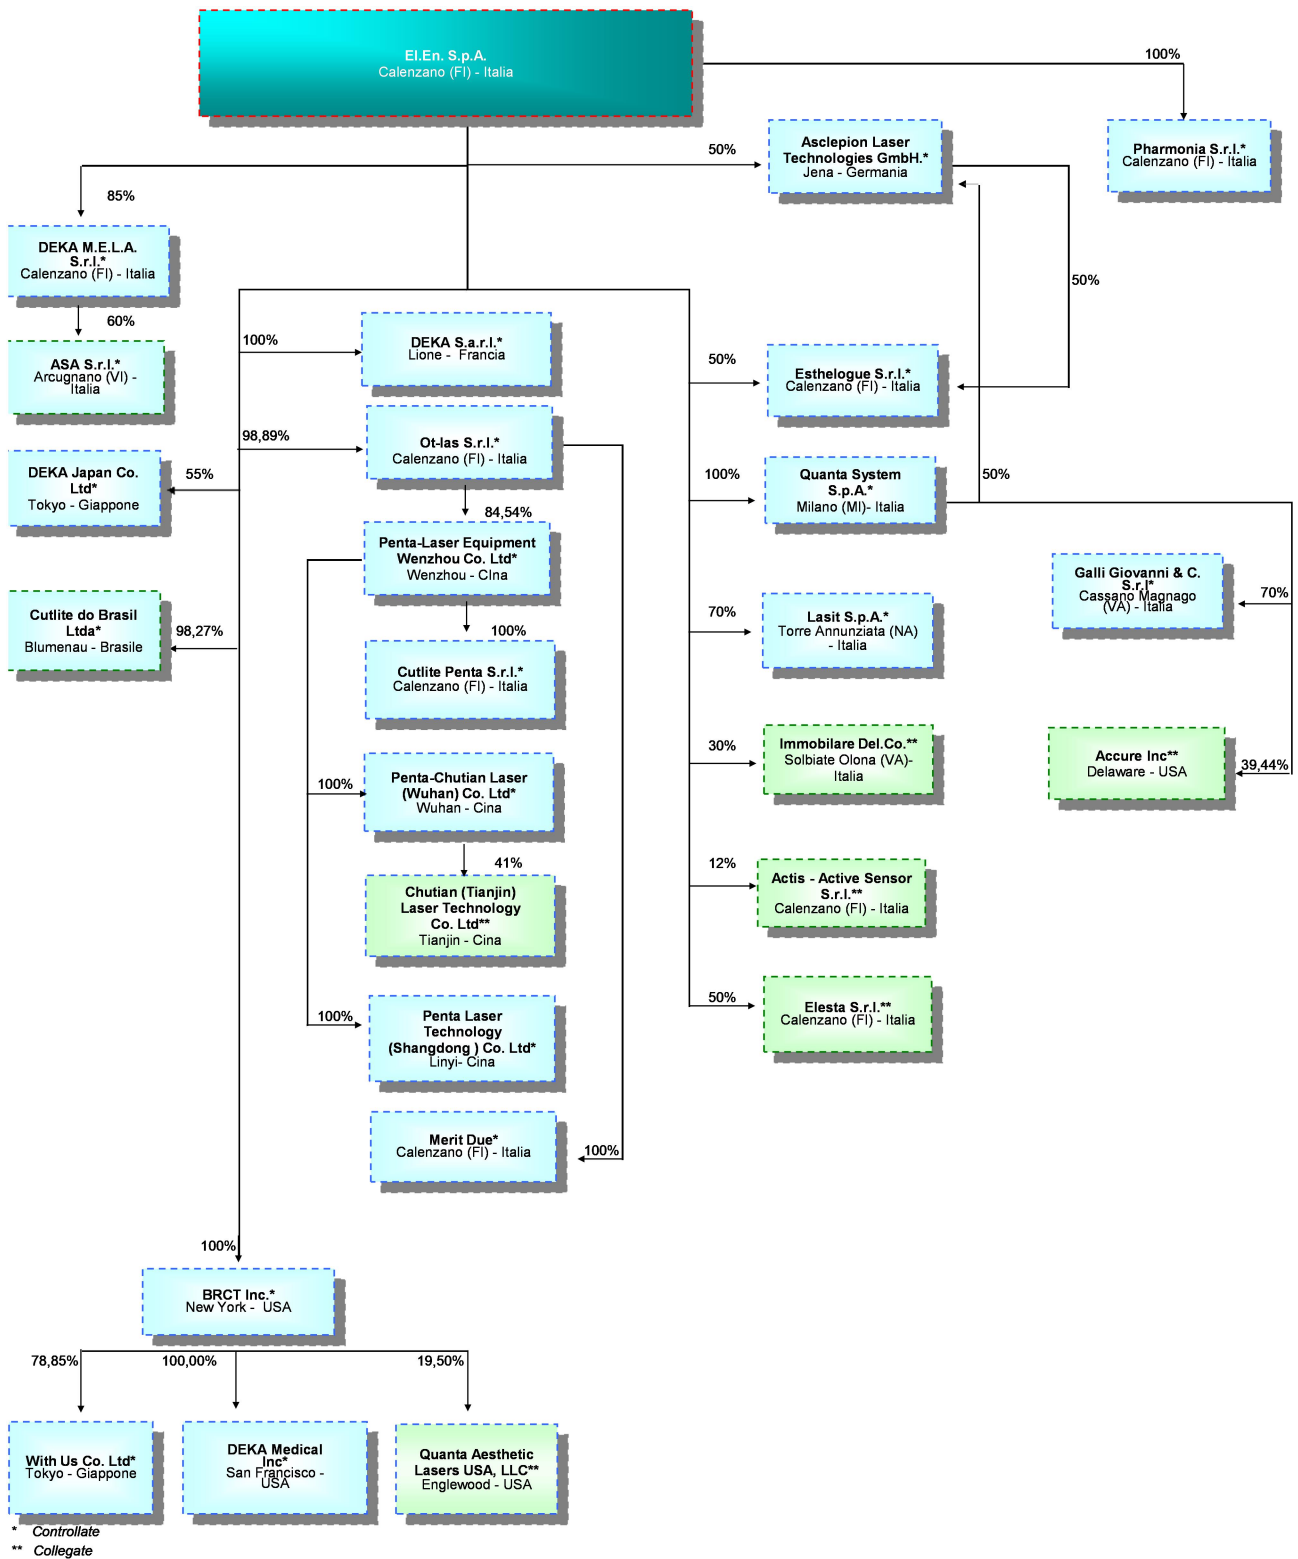 El.En. S.p.A.
Calenzano (FI) - Italia
100%
Asclepion Laser
Technologies GmbH.*
Jena - Germania
50%
Pharmonia S.r.l.*
Calenzano (FI) - Italia
85%
DEKA M.E.L.A.
S.r.l.*
Calenzano (FI) - Italia
50%
60%
ASA S.r.l.*
Arcugnano (VI) -
Italia
100%
DEKA S.a.r.l.*
Lione - Francia
50%
Esthelogue S.r.l.*
Calenzano (FI) - Italia
98,89%
Ot-las S.r.l.*
Calenzano (FI) - Italia
DEKA Japan Co.
Ltd*
Tokyo - Giappone
55%
100%
Quanta System
S.p.A.*
Milano (MI)- Italia
50%
84,54%
Penta-Laser Equipment
Wenzhou Co. Ltd*
Wenzhou - CIna
Galli Giovanni & C.
S.r.l*
Cassano Magnago
(VA) - Italia
70%
Cutlite do Brasil
Ltda*
Blumenau - Brasile
98,27%
70%
Lasit S.p.A.*
Torre Annunziata (NA)
- Italia
100%
Cutlite Penta S.r.l.*
Calenzano (FI) - Italia
30%
Immobilare Del.Co.**
Solbiate Olona (VA)-
Italia
Accure Inc**
Delaware - USA
39,44%
100%
Penta-Chutian Laser
(Wuhan) Co. Ltd*
Wuhan - Cina
41%
Chutian (Tianjin)
Laser Technology
Co. Ltd**
Tianjin - Cina
12%
Actis - Active Sensor
S.r.l.**
Calenzano (FI) - Italia
50%
Elesta S.r.l.**
Calenzano (FI) - Italia
100%
Penta Laser
Technology
(Shangdong ) Co. Ltd*
Linyi- Cina
Merit Due*
Calenzano (FI) - Italia
100%
100%
BRCT Inc.*
New York - USA
78,85%
100,00%
19,50%
With Us Co. Ltd*
Tokyo - Giappone
DEKA Medical
Inc*
San Francisco -
USA
Quanta Aesthetic
Lasers USA, LLC**
Englewood - USA
* Controllate
** Collegate